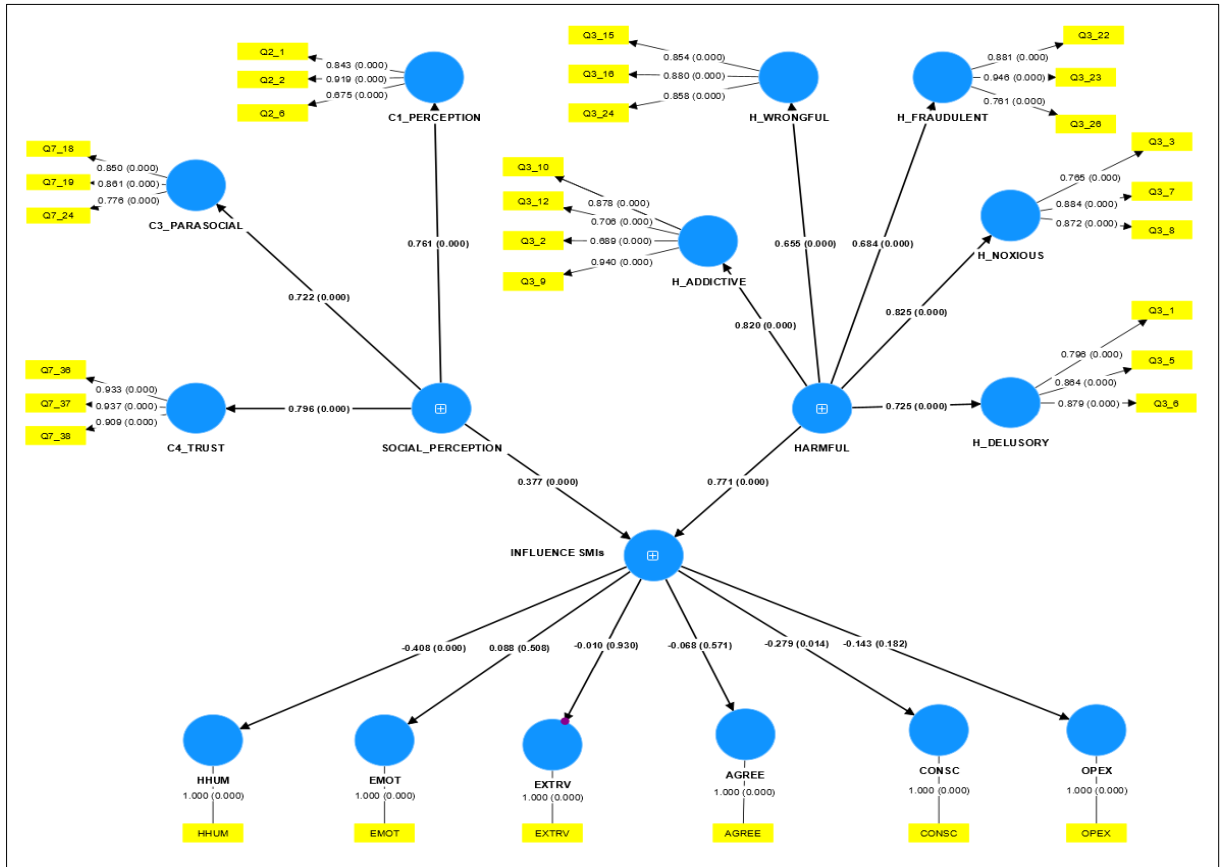 Q2_1
0.843 (0.000)
Q2_2
0.919 (0.000)
Q2_6
0.675 (0.000)
C1_PERCEPTION
Q3_15
0.854 (0.000)
Q3_16
0.880 (0.000)
Q3_24
0.858 (0.000)
H_WRONGFUL
Q3_22
0.881 (0.000)
Q3_23
0.946 (0.000)
Q3_26
0.761 (0.000)
H_FRAUDULENT
Q7_18
0.850 (0.000)
Q7_19
0.861 (0.000)
Q7_24
0.776 (0.000)
C3_PARASOCIAL
Q3_10
0.878 (0.000)
Q3_12
0.706 (0.000)
Q3_2
0.689 (0.000)
Q3_9
0.940 (0.000)
H_ADDICTIVE
Q3_3
0.765 (0.000)
Q3_7
0.884 (0.000)
Q3_8
0.872 (0.000)
H_NOXIOUS
0.761 (0.000)
0.655 (0.000)
0.684 (0.000)
0.722 (0.000)
0.820 (0.000)
0.825 (0.000)
Q3_1
0.798 (0.000)
Q3_5
0.864 (0.000)
Q3_6
0.879 (0.000)
H_DELUSORY
Q7_36
0.933 (0.000)
Q7_37
0.937 (0.000)
Q7_38
0.909 (0.000)
C4_TRUST
0.796 (0.000)
SOCIAL_PERCEPTION
0.725 (0.000)
HARMFUL
0.377 (0.000)
0.771 (0.000)
INFLUENCE SMIs
-0.408 (0.000)
0.088 (0.508)
-0.010 (0.930)
-0.068 (0.571)
-0.279 (0.014)
-0.143 (0.182)
HHUM
1.000 (0.000)
HHUM
EMOT
1.000 (0.000)
EMOT
EXTRV
1.000 (0.000)
EXTRV
AGREE
1.000 (0.000)
AGREE
CONSC
1.000 (0.000)
CONSC
OPEX
1.000 (0.000)
OPEX